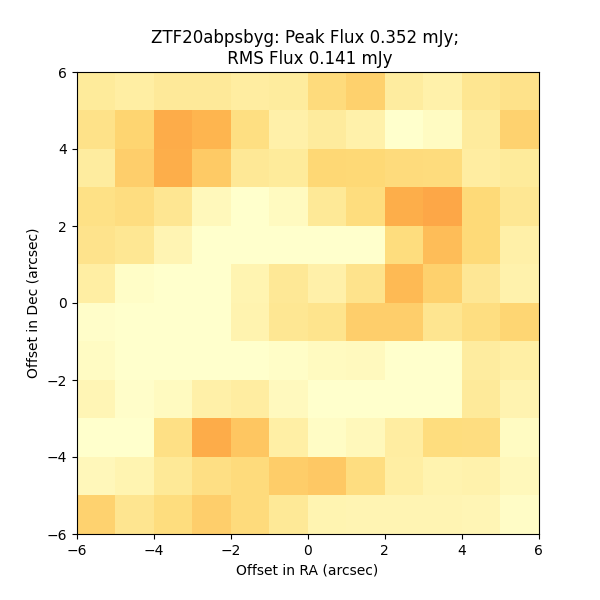 ZTF20abpsbyg: Peak Flux 0.352 mJy;
RMS Flux 0.141 mJy
6
4
2
0
−2
−4
−6
Offset in Dec (arcsec)
−6 −4 −2 0 2 4 6
Offset in RA (arcsec)